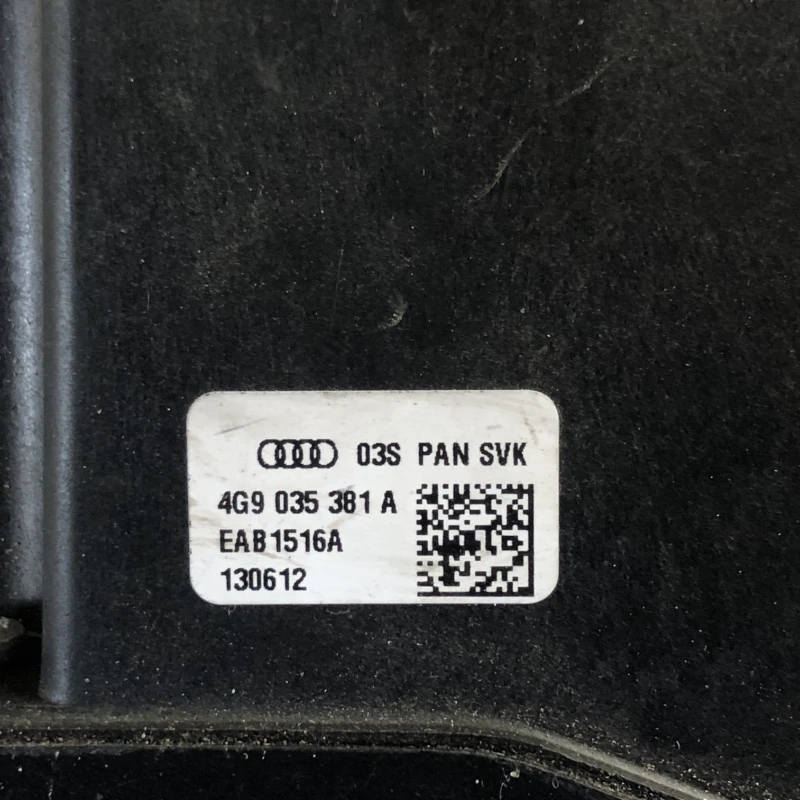 03S PAN SVK
4G9 035 381 A
EAB1516A
130612